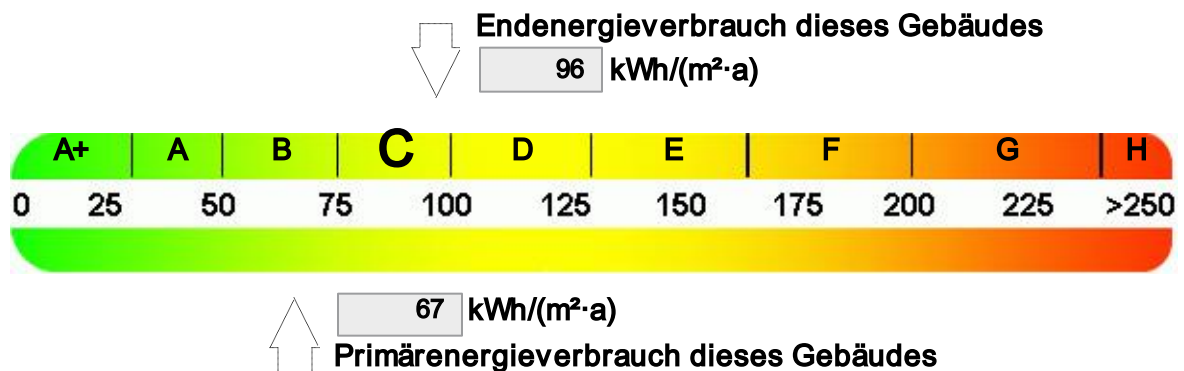 Endenergieverbrauch dieses Gebäudes
96 kWh/(m²·a)
A+ A B C D E F G H
0 25 50 75 100 125 150 175 200 225 >250
67 kWh/(m²·a)
Primärenergieverbrauch dieses Gebäudes